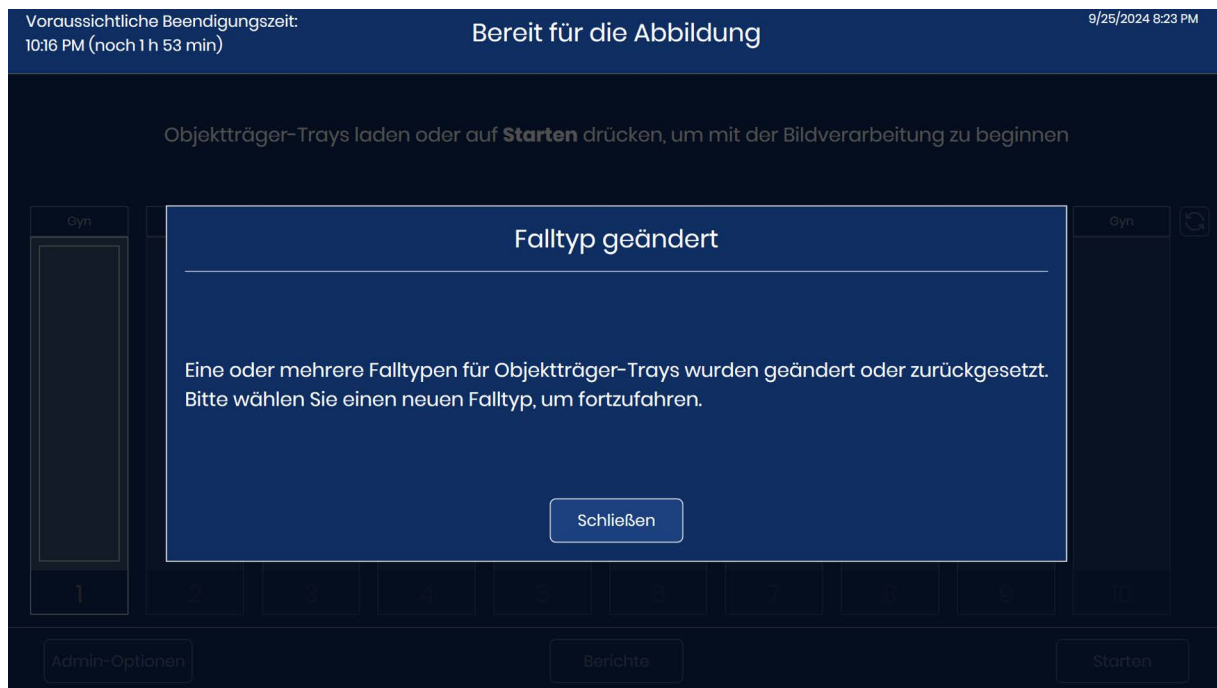 Voraussichtliche Beendigungszeit:
10:16 PM (noch 1 h 53 min)
Bereit für die Abbildung
9/25/2024 8:23 PM
Objektträger-Trays laden oder auf Starten drücken, um mit der Bildverarbeitung zu beginnen
Gyn
Gyn
Falltyp geändert
Eine oder mehrere Falltypen für Objektträger-Trays wurden geändert oder zurückgesetzt.
Bitte wählen Sie einen neuen Falltyp, um fortzufahren.
Schließen
1 2 3 4 5 6 7 8 9 10
Admin-Optionen
Berichte
Starten